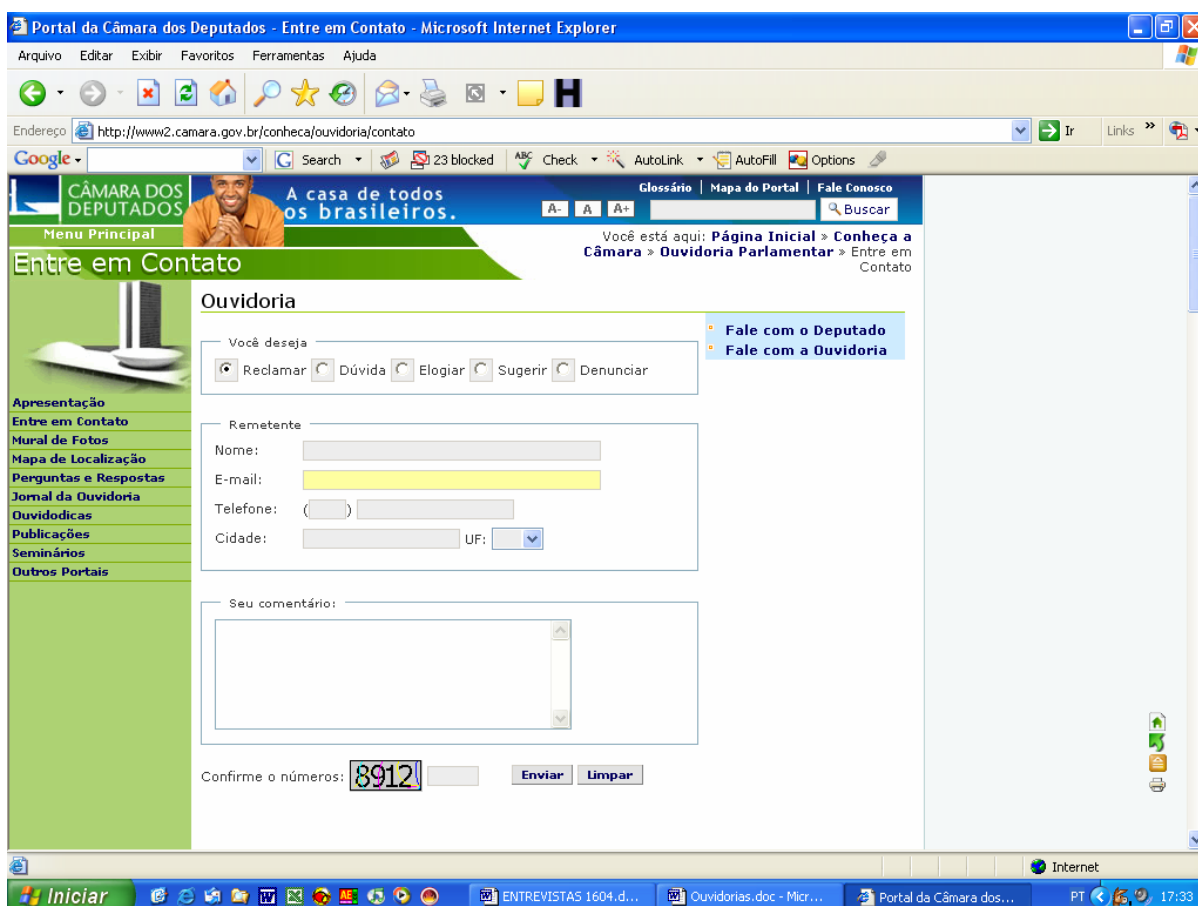 Portal da Câmara dos Deputados - Entre em Contato - Microsoft Internet Explorer
Arquivo Editar Exibir Favoritos Ferramentas Ajuda
Endereço http://www2.camara.gov.br/conheca/ouvidoria/contato Ir Links »
Google Search 23 blocked ABC Check AutoLink AutoFill Options
CÂMARA DOS DEPUTADOS
A casa de todos os brasileiros.
Glossário | Mapa do Portal | Fale Conosco
A- A A+ Buscar
Menu Principal
Você está aqui: Página Inicial » Conheça a
Câmara » Ouvidoria Parlamentar » Entre em
Contato
Entre em Contato
Apresentação
Entre em Contato
Mural de Fotos
Mapa de Localização
Perguntas e Respostas
Jornal da Ouvidoria
Ouvidodicas
Publicações
Seminários
Outros Portais
Ouvidoria
Você deseja
Reclamar Dúvida Elogiar Sugerir Denunciar
Remetente
Nome:
E-mail:
Telefone: ( )
Cidade: UF:
Seu comentário:
Confirme o números: 8912 Enviar Limpar
Fale com o Deputado
Fale com a Ouvidoria
Internet
Iniciar ENTREVISTAS 1604.d... Ouvidorias.doc - Micr... Portal da Câmara dos... PT 17:33